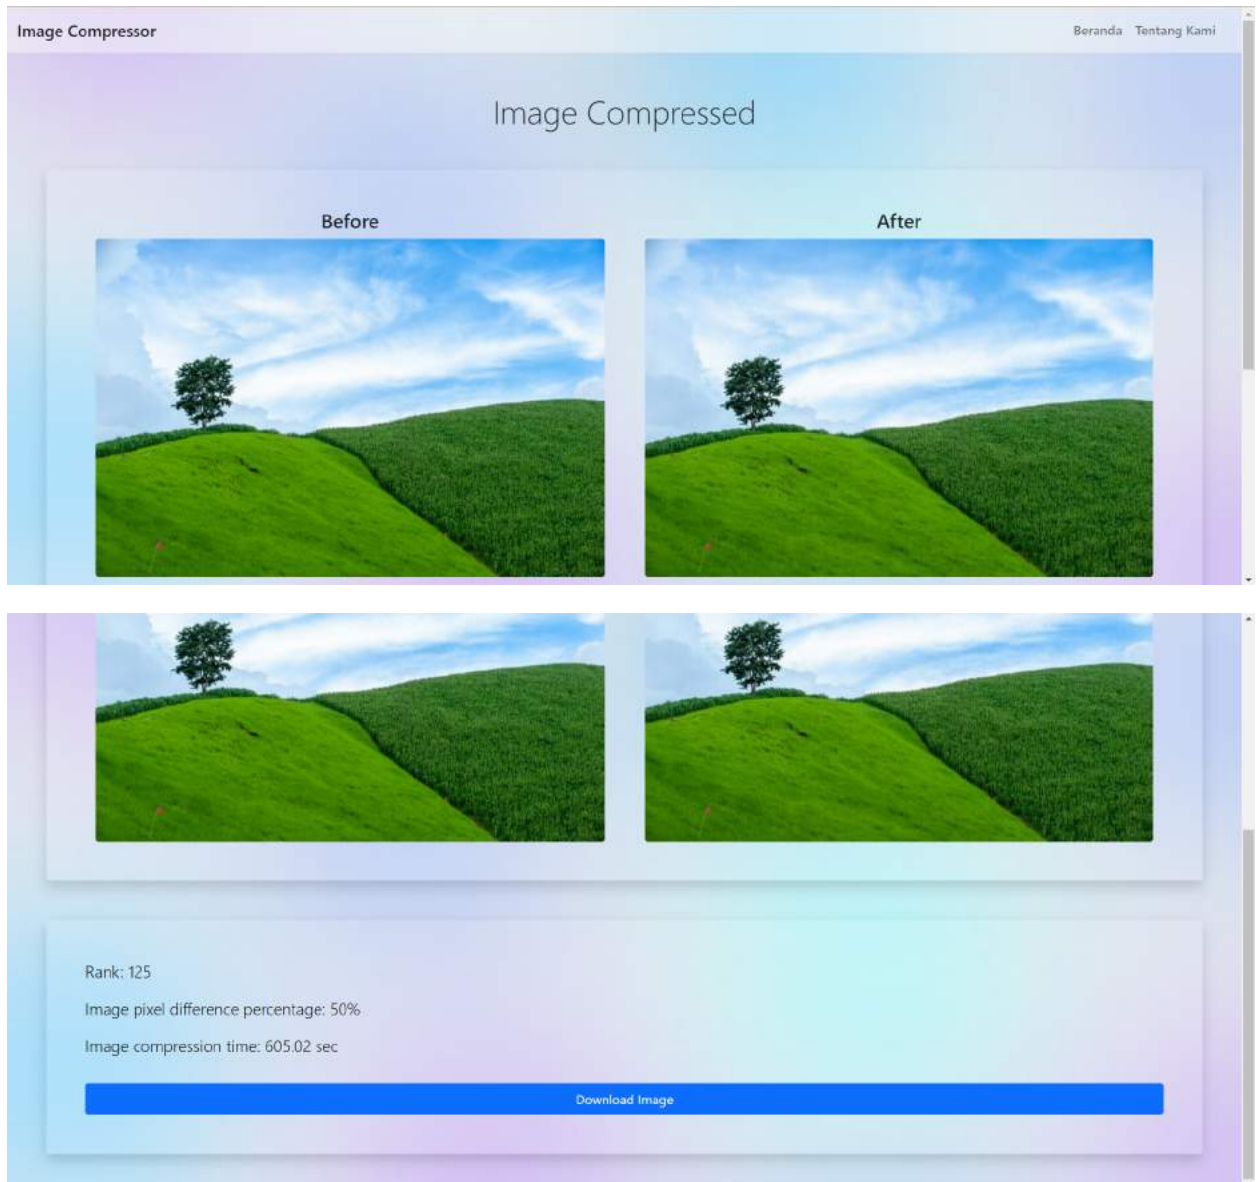 Image Compressor
Beranda Tentang Kami
Image Compressed
Before
After
Rank: 125
Image pixel difference percentage: 50%
Image compression time: 605.02 sec
Download Image